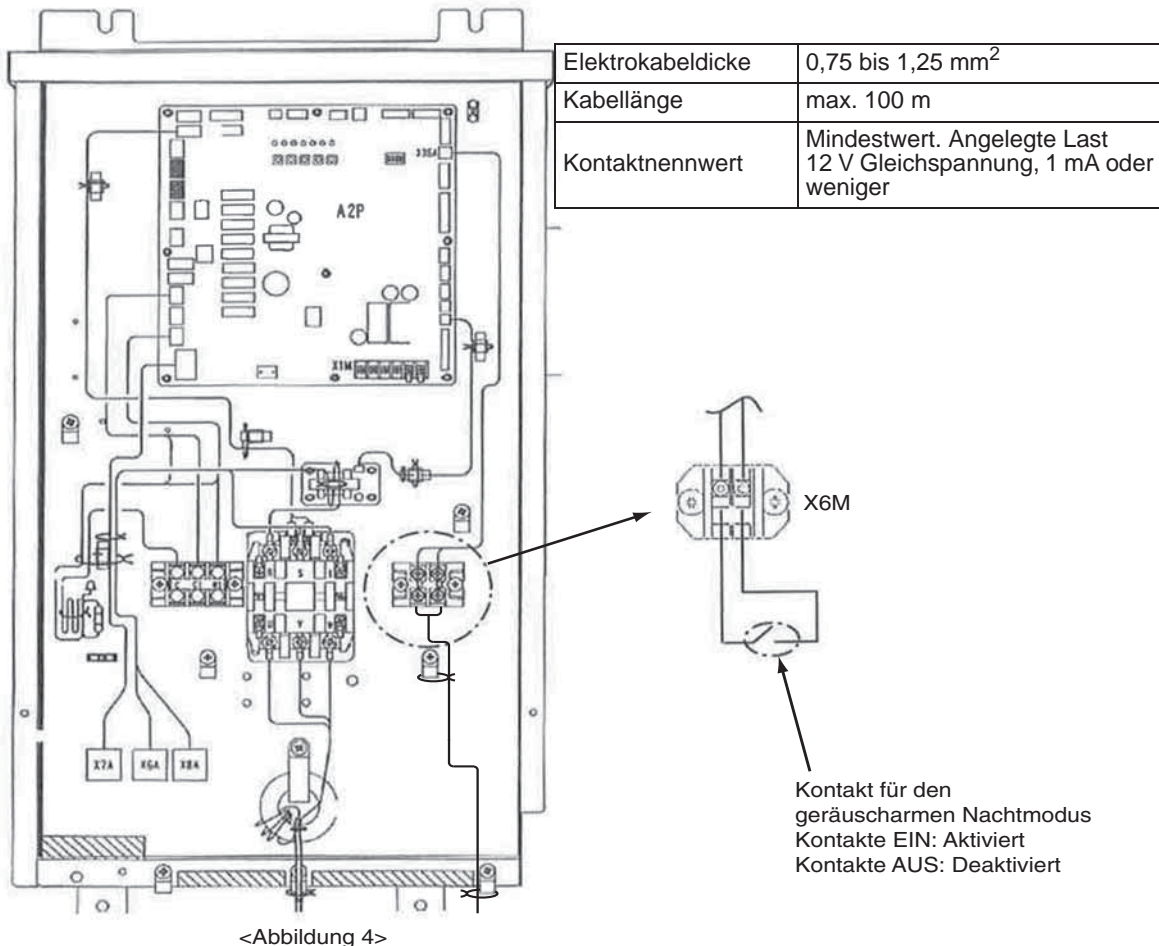 Elektrokabeldicke 0,75 bis 1,25 mm²
Kabellänge max. 100 m
Kontaktnennwert Mindestwert. Angelegte Last
12 V Gleichspannung, 1 mA oder
weniger
A2P
X1M
X6M
X7A X6A X8A
Kontakt für den
geräuscharmen Nachtmodus
Kontakte EIN: Aktiviert
Kontakte AUS: Deaktiviert
<Abbildung 4>